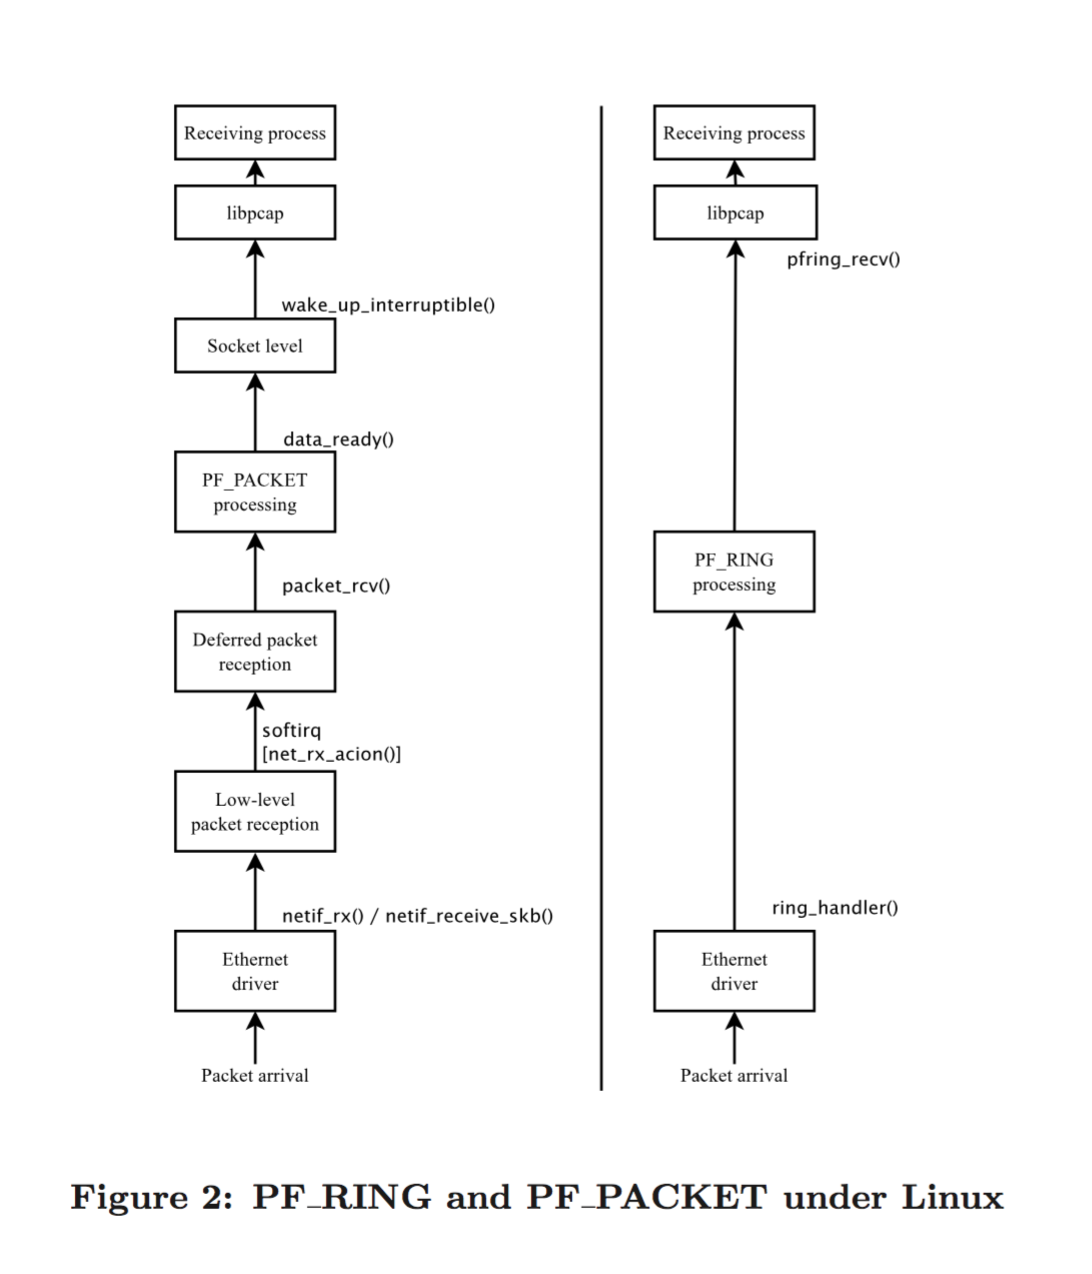 Receiving process
libpcap
wake_up_interruptible()
Socket level
data_ready()
PF_PACKET
processing
packet_rcv()
Deferred packet
reception
softirq
[net_rx_acion()]
Low-level
packet reception
netif_rx() / netif_receive_skb()
Ethernet
driver
Packet arrival
Receiving process
libpcap
pfring_recv()
PF_RING
processing
ring_handler()
Ethernet
driver
Packet arrival
Figure 2: PF_RING and PF_PACKET under Linux